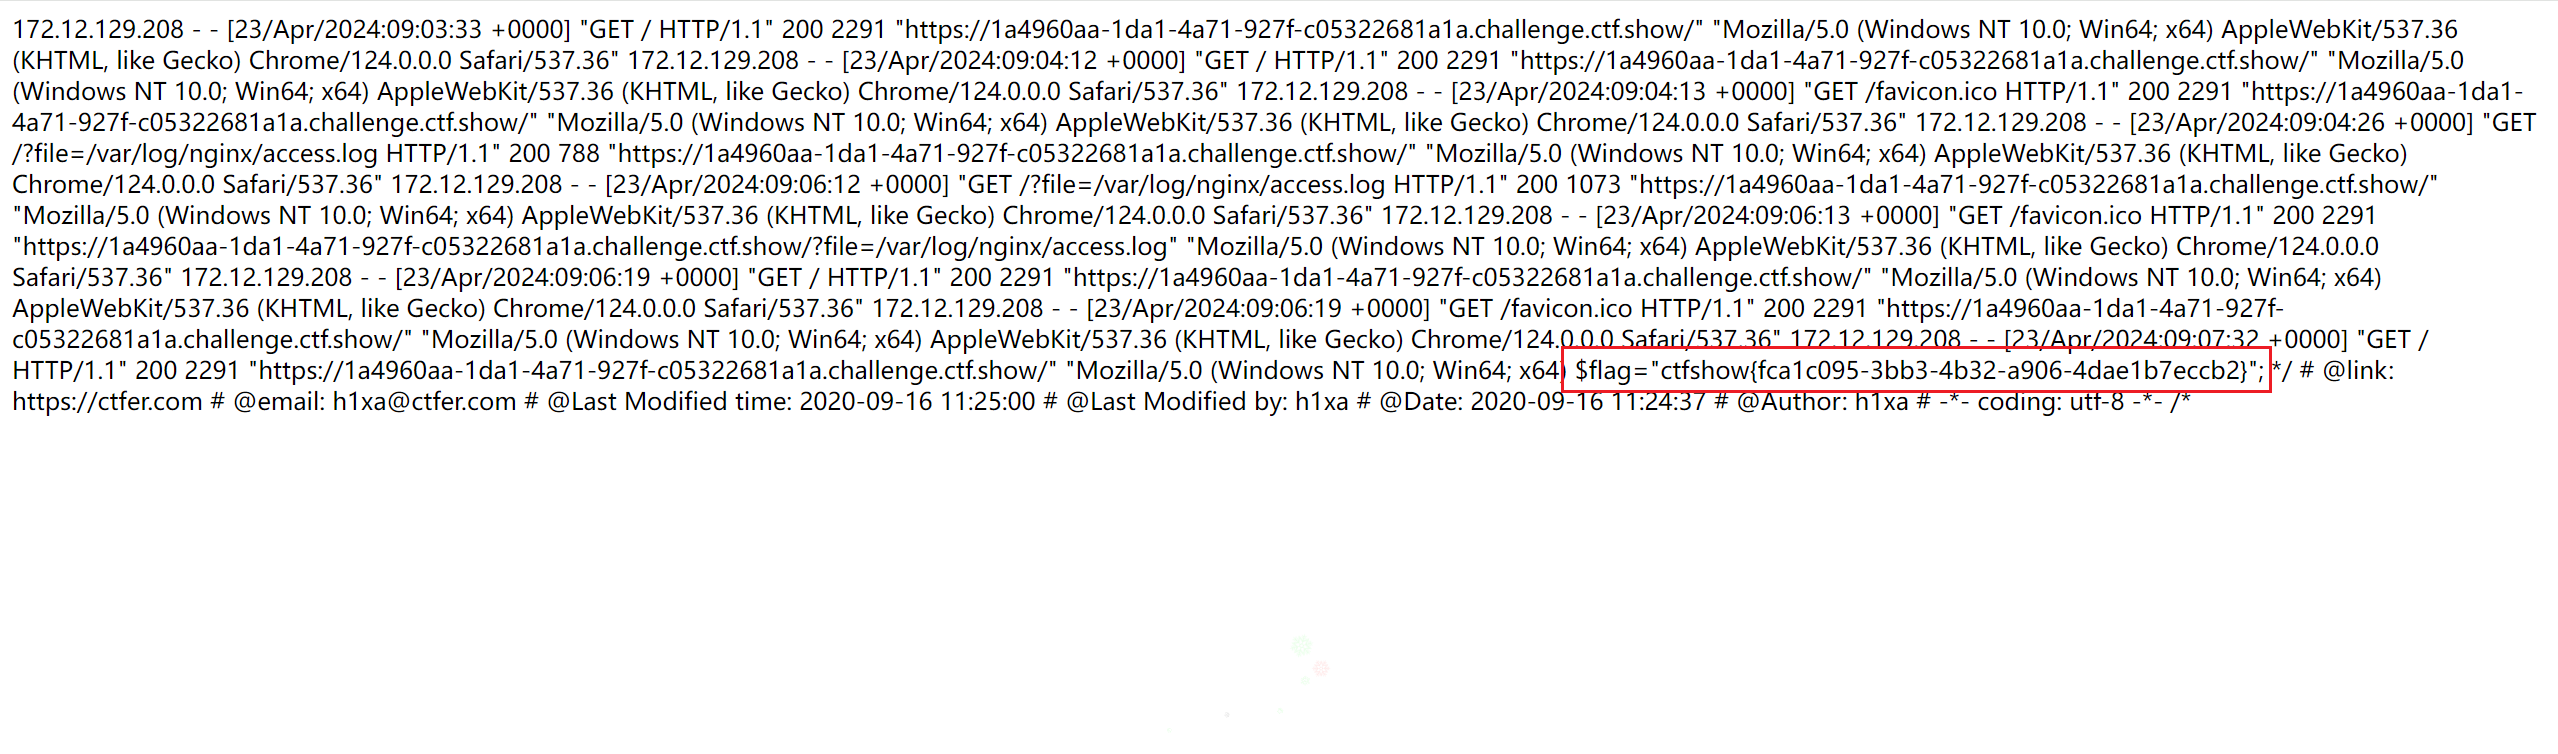 172.12.129.208 - - [23/Apr/2024:09:03:33 +0000] "GET / HTTP/1.1" 200 2291 "https://1a4960aa-1da1-4a71-927f-c05322681a1a.challenge.ctf.show/" "Mozilla/5.0 (Windows NT 10.0; Win64; x64) AppleWebKit/537.36
(KHTML, like Gecko) Chrome/124.0.0.0 Safari/537.36" 172.12.129.208 - - [23/Apr/2024:09:04:12 +0000] "GET / HTTP/1.1" 200 2291 "https://1a4960aa-1da1-4a71-927f-c05322681a1a.challenge.ctf.show/" "Mozilla/5.0
(Windows NT 10.0; Win64; x64) AppleWebKit/537.36 (KHTML, like Gecko) Chrome/124.0.0.0 Safari/537.36" 172.12.129.208 - - [23/Apr/2024:09:04:13 +0000] "GET /favicon.ico HTTP/1.1" 200 2291 "https://1a4960aa-1da1-
4a71-927f-c05322681a1a.challenge.ctf.show/" "Mozilla/5.0 (Windows NT 10.0; Win64; x64) AppleWebKit/537.36 (KHTML, like Gecko) Chrome/124.0.0.0 Safari/537.36" 172.12.129.208 - - [23/Apr/2024:09:04:26 +0000] "GET
/?file=/var/log/nginx/access.log HTTP/1.1" 200 788 "https://1a4960aa-1da1-4a71-927f-c05322681a1a.challenge.ctf.show/" "Mozilla/5.0 (Windows NT 10.0; Win64; x64) AppleWebKit/537.36 (KHTML, like Gecko)
Chrome/124.0.0.0 Safari/537.36" 172.12.129.208 - - [23/Apr/2024:09:06:12 +0000] "GET /?file=/var/log/nginx/access.log HTTP/1.1" 200 1073 "https://1a4960aa-1da1-4a71-927f-c05322681a1a.challenge.ctf.show/"
"Mozilla/5.0 (Windows NT 10.0; Win64; x64) AppleWebKit/537.36 (KHTML, like Gecko) Chrome/124.0.0.0 Safari/537.36" 172.12.129.208 - - [23/Apr/2024:09:06:13 +0000] "GET /favicon.ico HTTP/1.1" 200 2291
"https://1a4960aa-1da1-4a71-927f-c05322681a1a.challenge.ctf.show/?file=/var/log/nginx/access.log" "Mozilla/5.0 (Windows NT 10.0; Win64; x64) AppleWebKit/537.36 (KHTML, like Gecko) Chrome/124.0.0.0
Safari/537.36" 172.12.129.208 - - [23/Apr/2024:09:06:19 +0000] "GET / HTTP/1.1" 200 2291 "https://1a4960aa-1da1-4a71-927f-c05322681a1a.challenge.ctf.show/" "Mozilla/5.0 (Windows NT 10.0; Win64; x64)
AppleWebKit/537.36 (KHTML, like Gecko) Chrome/124.0.0.0 Safari/537.36" 172.12.129.208 - - [23/Apr/2024:09:06:19 +0000] "GET /favicon.ico HTTP/1.1" 200 2291 "https://1a4960aa-1da1-4a71-927f-
c05322681a1a.challenge.ctf.show/" "Mozilla/5.0 (Windows NT 10.0; Win64; x64) AppleWebKit/537.36 (KHTML, like Gecko) Chrome/124.0.0.0 Safari/537.36" 172.12.129.208 - - [23/Apr/2024:09:07:32 +0000] "GET /
HTTP/1.1" 200 2291 "https://1a4960aa-1da1-4a71-927f-c05322681a1a.challenge.ctf.show/" "Mozilla/5.0 (Windows NT 10.0; Win64; x64) $flag="ctfshow{fca1c095-3bb3-4b32-a906-4dae1b7eccb2}"; */ # @link:
https://ctfer.com # @email: h1xa@ctfer.com # @Last Modified time: 2020-09-16 11:25:00 # @Last Modified by: h1xa # @Date: 2020-09-16 11:24:37 # @Author: h1xa # -*- coding: utf-8 -*- /*